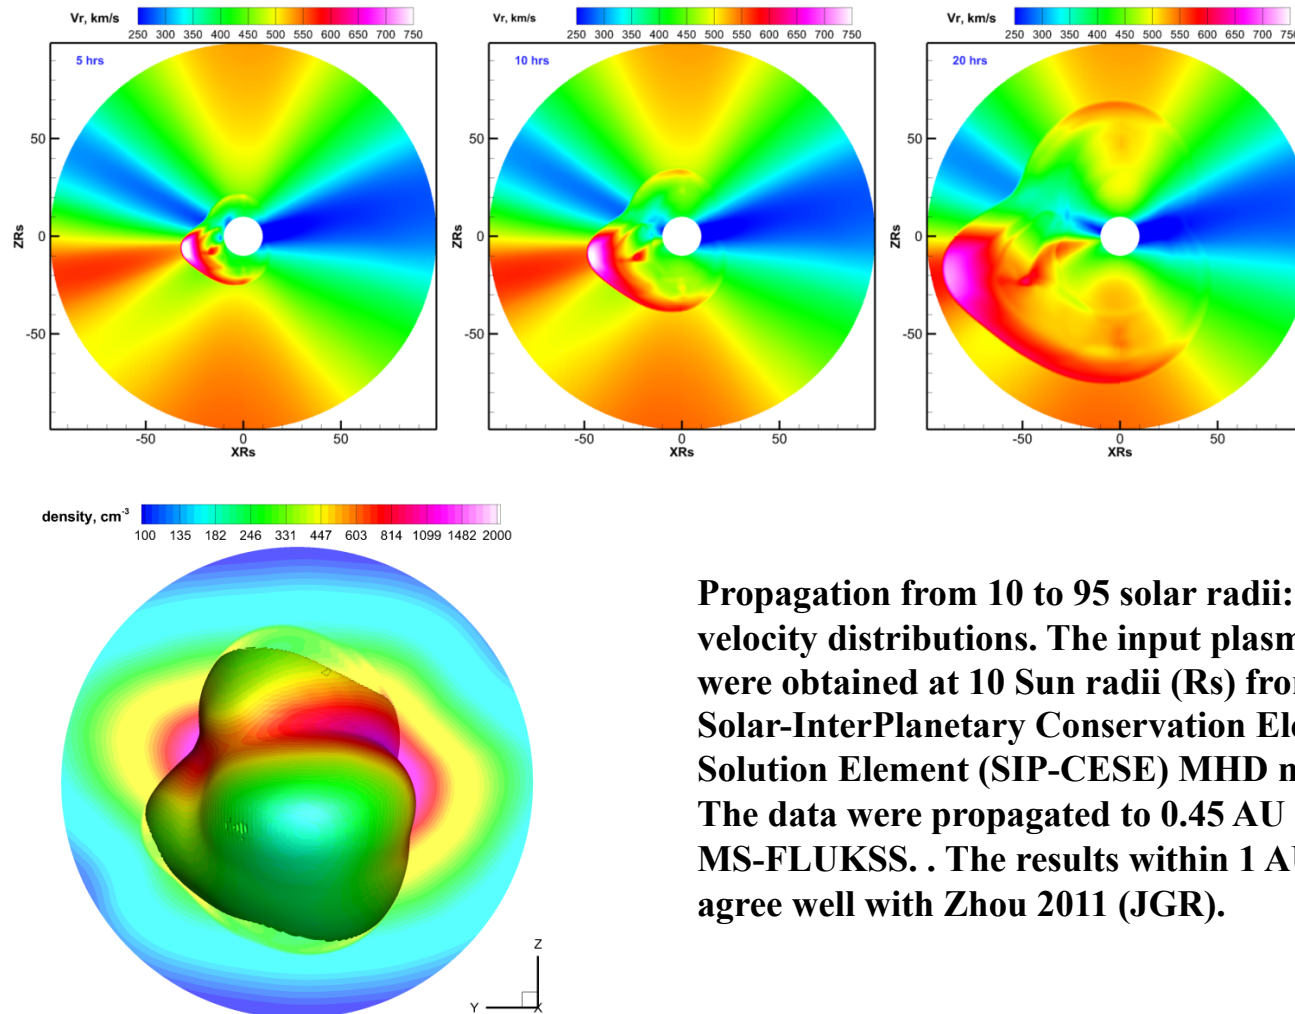 Vr, km/s
250 300 350 400 450 500 550 600 650 700 750
5 hrs
50
0
-50
ZRs
-50 0 50
XRs
Vr, km/s
250 300 350 400 450 500 550 600 650 700 750
10 hrs
50
0
-50
ZRs
-50 0 50
XRs
Vr, km/s
250 300 350 400 450 500 550 600 650 700 750
20 hrs
50
0
-50
ZRs
-50 0 50
XRs
density, cm-3
100 135 182 246 331 447 603 814 1099 1482 2000
Z
Y
X
Propagation from 10 to 95 solar radii:
velocity distributions. The input plasm
were obtained at 10 Sun radii (Rs) fron
Solar-InterPlanetary Conservation Ele
Solution Element (SIP-CESE) MHD n
The data were propagated to 0.45 AU
MS-FLUKSS. . The results within 1 AU
agree well with Zhou 2011 (JGR).